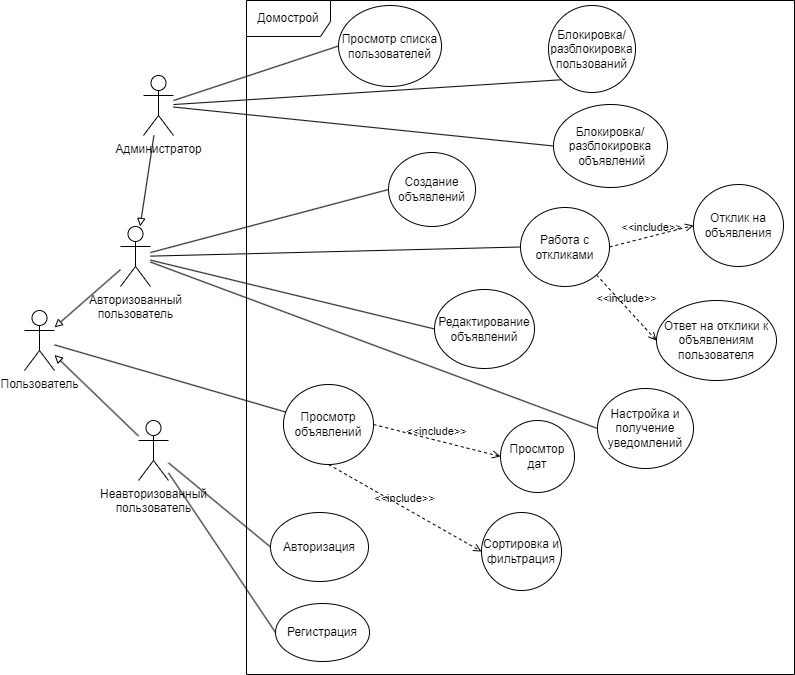 Домострой
Просмотр списка
пользователей
Блокировка/
разблокировка
пользований
Администратор
Блокировка/
разблокировка
объявлений
Создание
объявлений
Работа с
откликами
<<include>>
Отклик на
объявления
Авторизованный
пользователь
<<include>>
Редактирование
объявлений
Ответ на отклики к
объявлениям
пользователя
Пользователь
Просмотр
объявлений
<<include>>
Настройка и
получение
уведомлений
Просмтор
дат
Неавторизованный
пользователь
<<include>>
Авторизация
Сортировка и
фильтрация
Регистрация